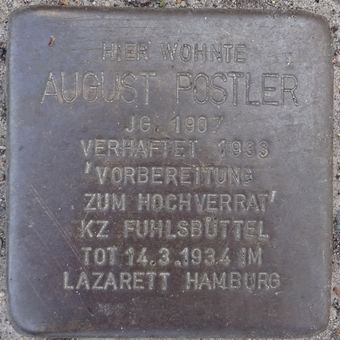 HIER WOHNTE
AUGUST POSTLER
JG. 1907
VERHAFTET 1933
'VORBEREITUNG
ZUM HOCHVERRAT'
KZ FUHLSBÜTTEL
TOT 14.3.1934 IM
LAZARETT HAMBURG